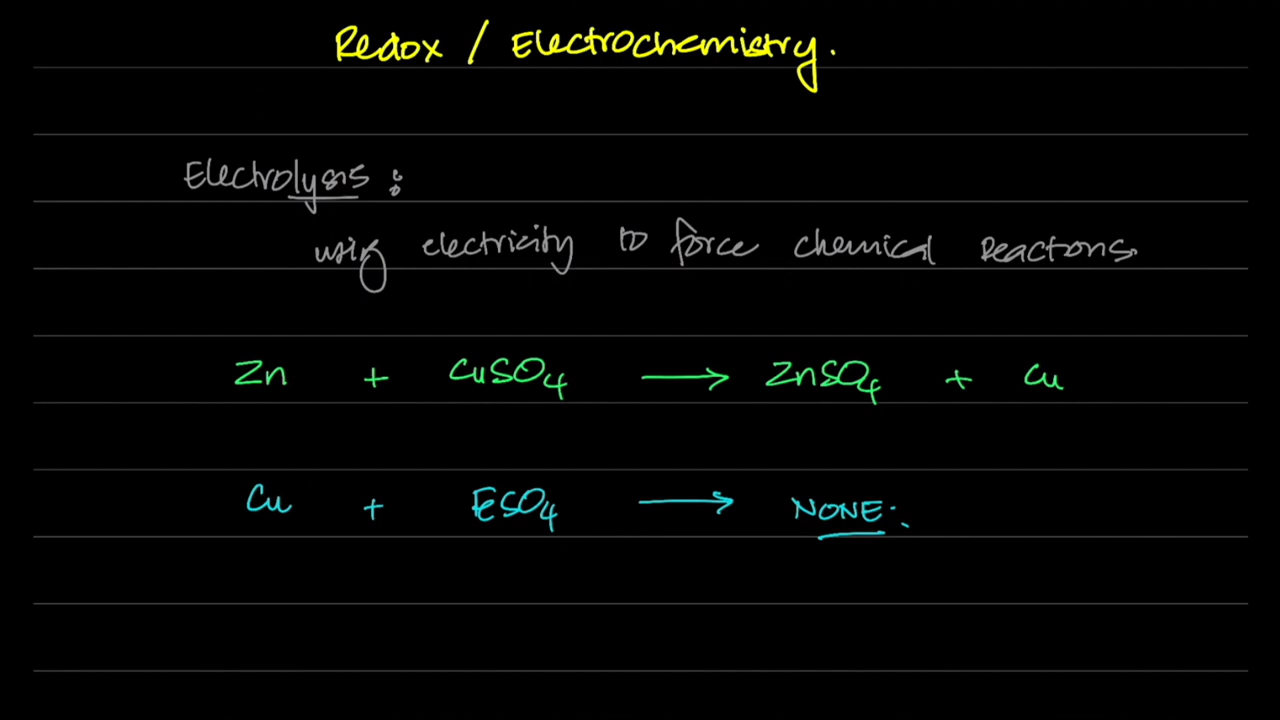 Redox / Electrochemistry.
Electrolysis :
using electricity to force chemical reactions.
Zn + CuSO4 → ZnSO4 + Cu
Cu + FeSO4 → NONE.